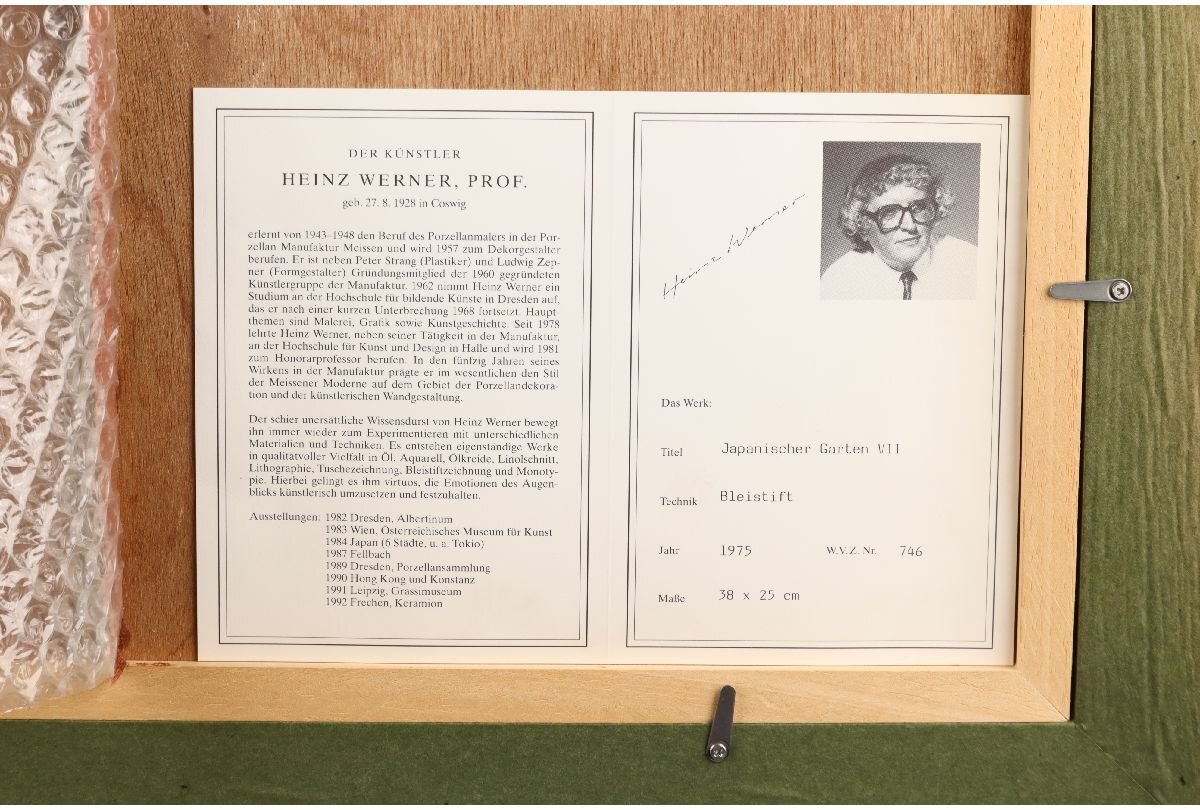 DER KÜNSTLER
HEINZ WERNER, PROF.
geb. 27. 8. 1928 in Coswig
erlernt von 1943–1948 den Beruf des Porzellanmalers in der Por-
zellan Manufaktur Meissen und wird 1957 zum Dekorgestalter
berufen. Er ist neben Peter Strang (Plastiker) und Ludwig Zep-
ner (Formgestalter) Gründungsmitglied der 1960 gegründeten
Künstlergruppe der Manufaktur. 1962 nimmt Heinz Werner ein
Studium an der Hochschule für bildende Künste in Dresden auf,
das er nach einer kurzen Unterbrechung 1968 fortsetzt. Haupt-
themen sind Malerei, Grafik sowie Kunstgeschichte. Seit 1978
lehrte Heinz Werner, neben seiner Tätigkeit in der Manufaktur,
an der Hochschule für Kunst und Design in Halle und wird 1981
zum Honorarprofessor berufen. In den fünfzig Jahren seines
Wirkens in der Manufaktur prägte er im wesentlichen den Stil
der Meissener Moderne auf dem Gebiet der Porzellandekora-
tion und der künstlerischen Wandgestaltung.
Der schier unersättliche Wissensdurst von Heinz Werner bewegt
ihn immer wieder zum Experimentieren mit unterschiedlichen
Materialien und Techniken. Es entstehen eigenständige Werke
in qualitätvoller Vielfalt in Öl, Aquarell, Ölkreide, Linolschnitt,
Lithographie, Tuschezeichnung, Bleistiftzeichnung und Monoty-
pie. Hierbei gelingt es ihm virtuos, die Emotionen des Augen-
blicks künstlerisch umzusetzen und festzuhalten.
Ausstellungen: 1982 Dresden, Albertinum
1983 Wien, Österreichisches Museum für Kunst
1984 Japan (6 Städte, u. a. Tokio)
1987 Fellbach
1989 Dresden, Porzellansammlung
1990 Hong Kong und Konstanz
1991 Leipzig, Grassimuseum
1992 Frechen, Keramion
Heinz Werner
Das Werk:
Titel Japanischer Garten VII
Technik Bleistift
Jahr 1975 W.V.Z. Nr. 746
Maße 38 x 25 cm